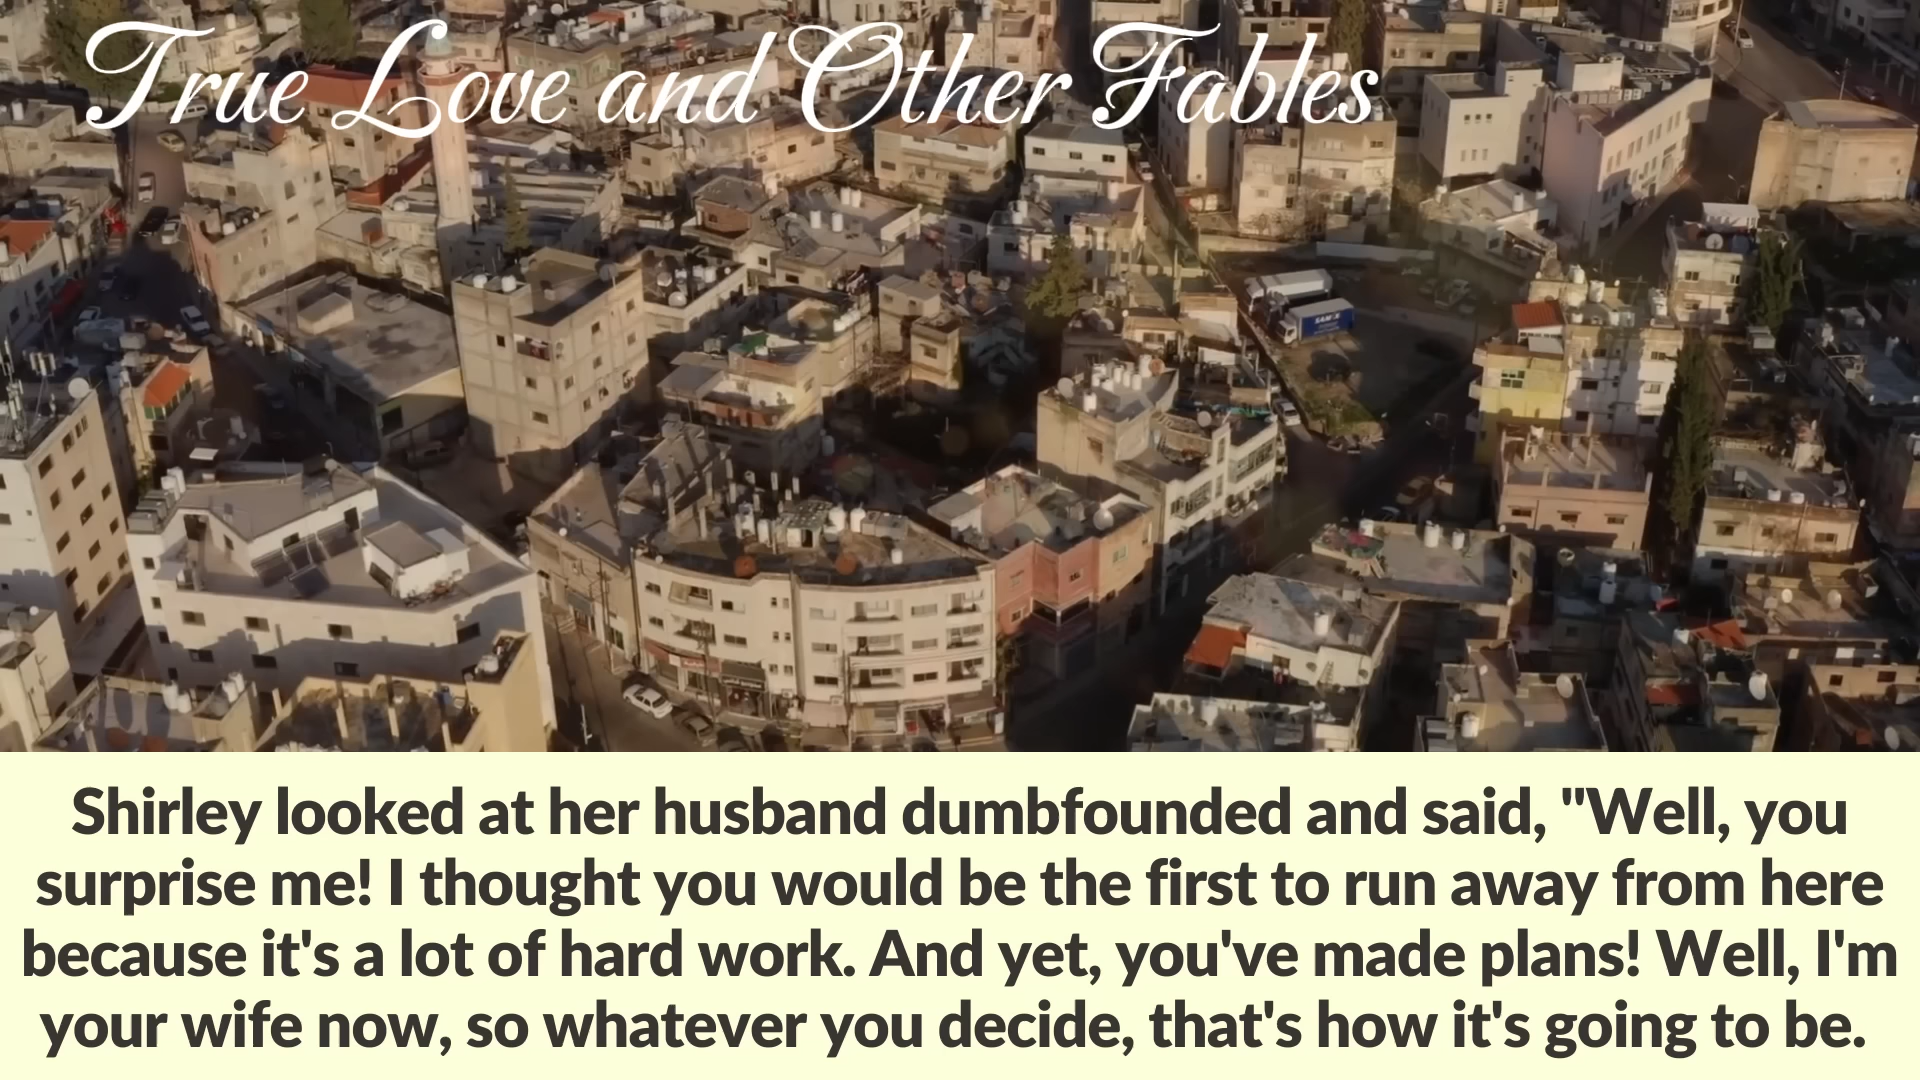 True Love and Other Fables
Shirley looked at her husband dumbfounded and said, "Well, you
surprise me! I thought you would be the first to run away from here
because it's a lot of hard work. And yet, you've made plans! Well, I'm
your wife now, so whatever you decide, that's how it's going to be.